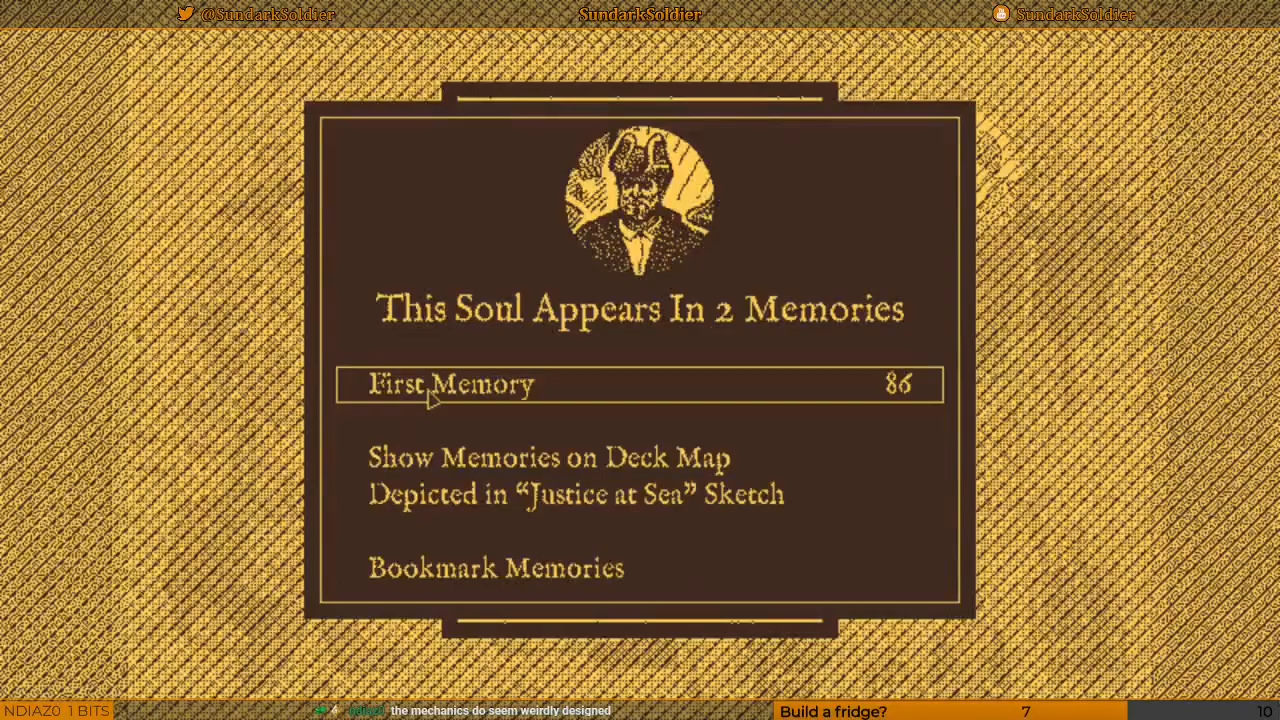 @SundarkSoldier
SundarkSoldier
SundarkSoldier
This Soul Appears In 2 Memories
First Memory 86
Show Memories on Deck Map
Depicted in “Justice at Sea” Sketch
Bookmark Memories
NDIAZ0 1 BITS
4 ndiaz0 the mechanics do seem weirdly designed
Build a fridge? 7 10